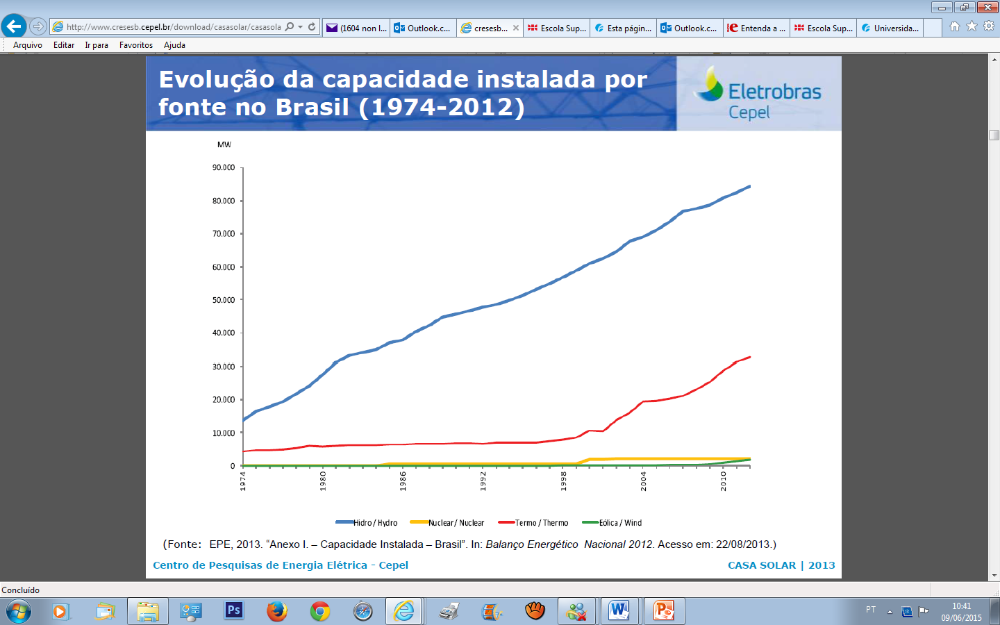 http://www.cresesb.cepel.br/download/casasolar/casasola
(1604 non l...
Outlook.c...
cresesb...
Escola Sup...
Esta págin...
Outlook.c...
Entenda a ...
Escola Sup...
Universida...
Arquivo Editar Ir para Favoritos Ajuda
Evolução da capacidade instalada por
fonte no Brasil (1974-2012)
Eletrobras
Cepel
MW
90.000
80.000
70.000
60.000
50.000
40.000
30.000
20.000
10.000
0
1974
1980
1986
1992
1998
2004
2010
Hidro / Hydro
Nuclear / Nuclear
Termo / Thermo
Eólica / Wind
(Fonte: EPE, 2013. “Anexo I. – Capacidade Instalada – Brasil”. In: Balanço Energético Nacional 2012. Acesso em: 22/08/2013.)
Centro de Pesquisas de Energia Elétrica - Cepel
CASA SOLAR | 2013
Concluído
Ps
PT
10:41
09/06/2015